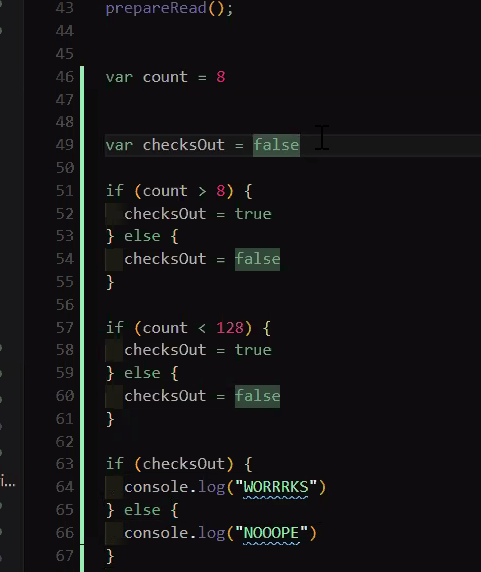 43 prepareRead();
44
45
46 var count = 8
47
48
49 var checksOut = false
50
51 if (count > 8) {
52 checksOut = true
53 } else {
54 checksOut = false
55 }
56
57 if (count < 128) {
58 checksOut = true
59 } else {
60 checksOut = false
61 }
62
63 if (checksOut) {
64 console.log("WORRRKS")
65 } else {
66 console.log("NOOOPE")
67 }
i...